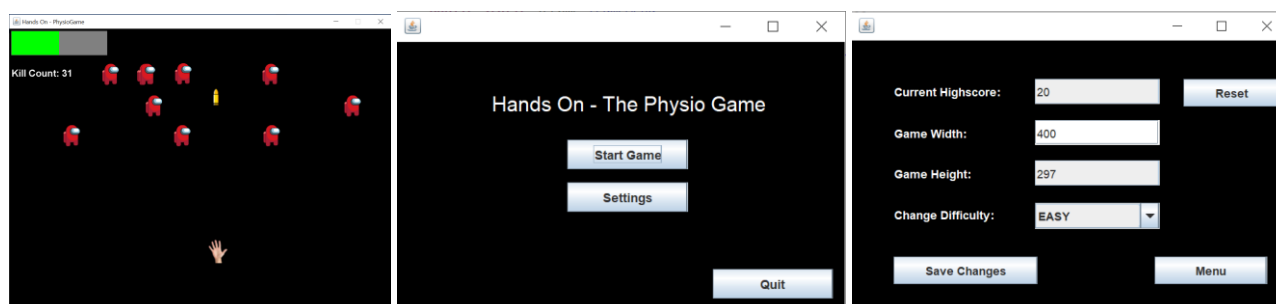 Hands On - PhysioGame
Kill Count: 31
Hands On - The Physio Game
Start Game
Settings
Quit
Current Highscore: 20 Reset
Game Width: 400
Game Height: 297
Change Difficulty: EASY
Save Changes Menu